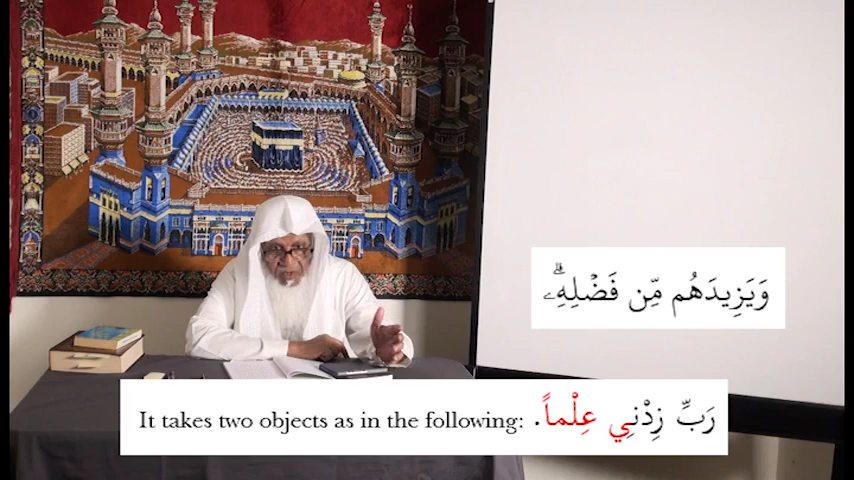 وَيَزِيدَهُم مِّن فَضْلِهِۦۗ
It takes two objects as in the following: رَبِّ زِدْنِي عِلْماً.